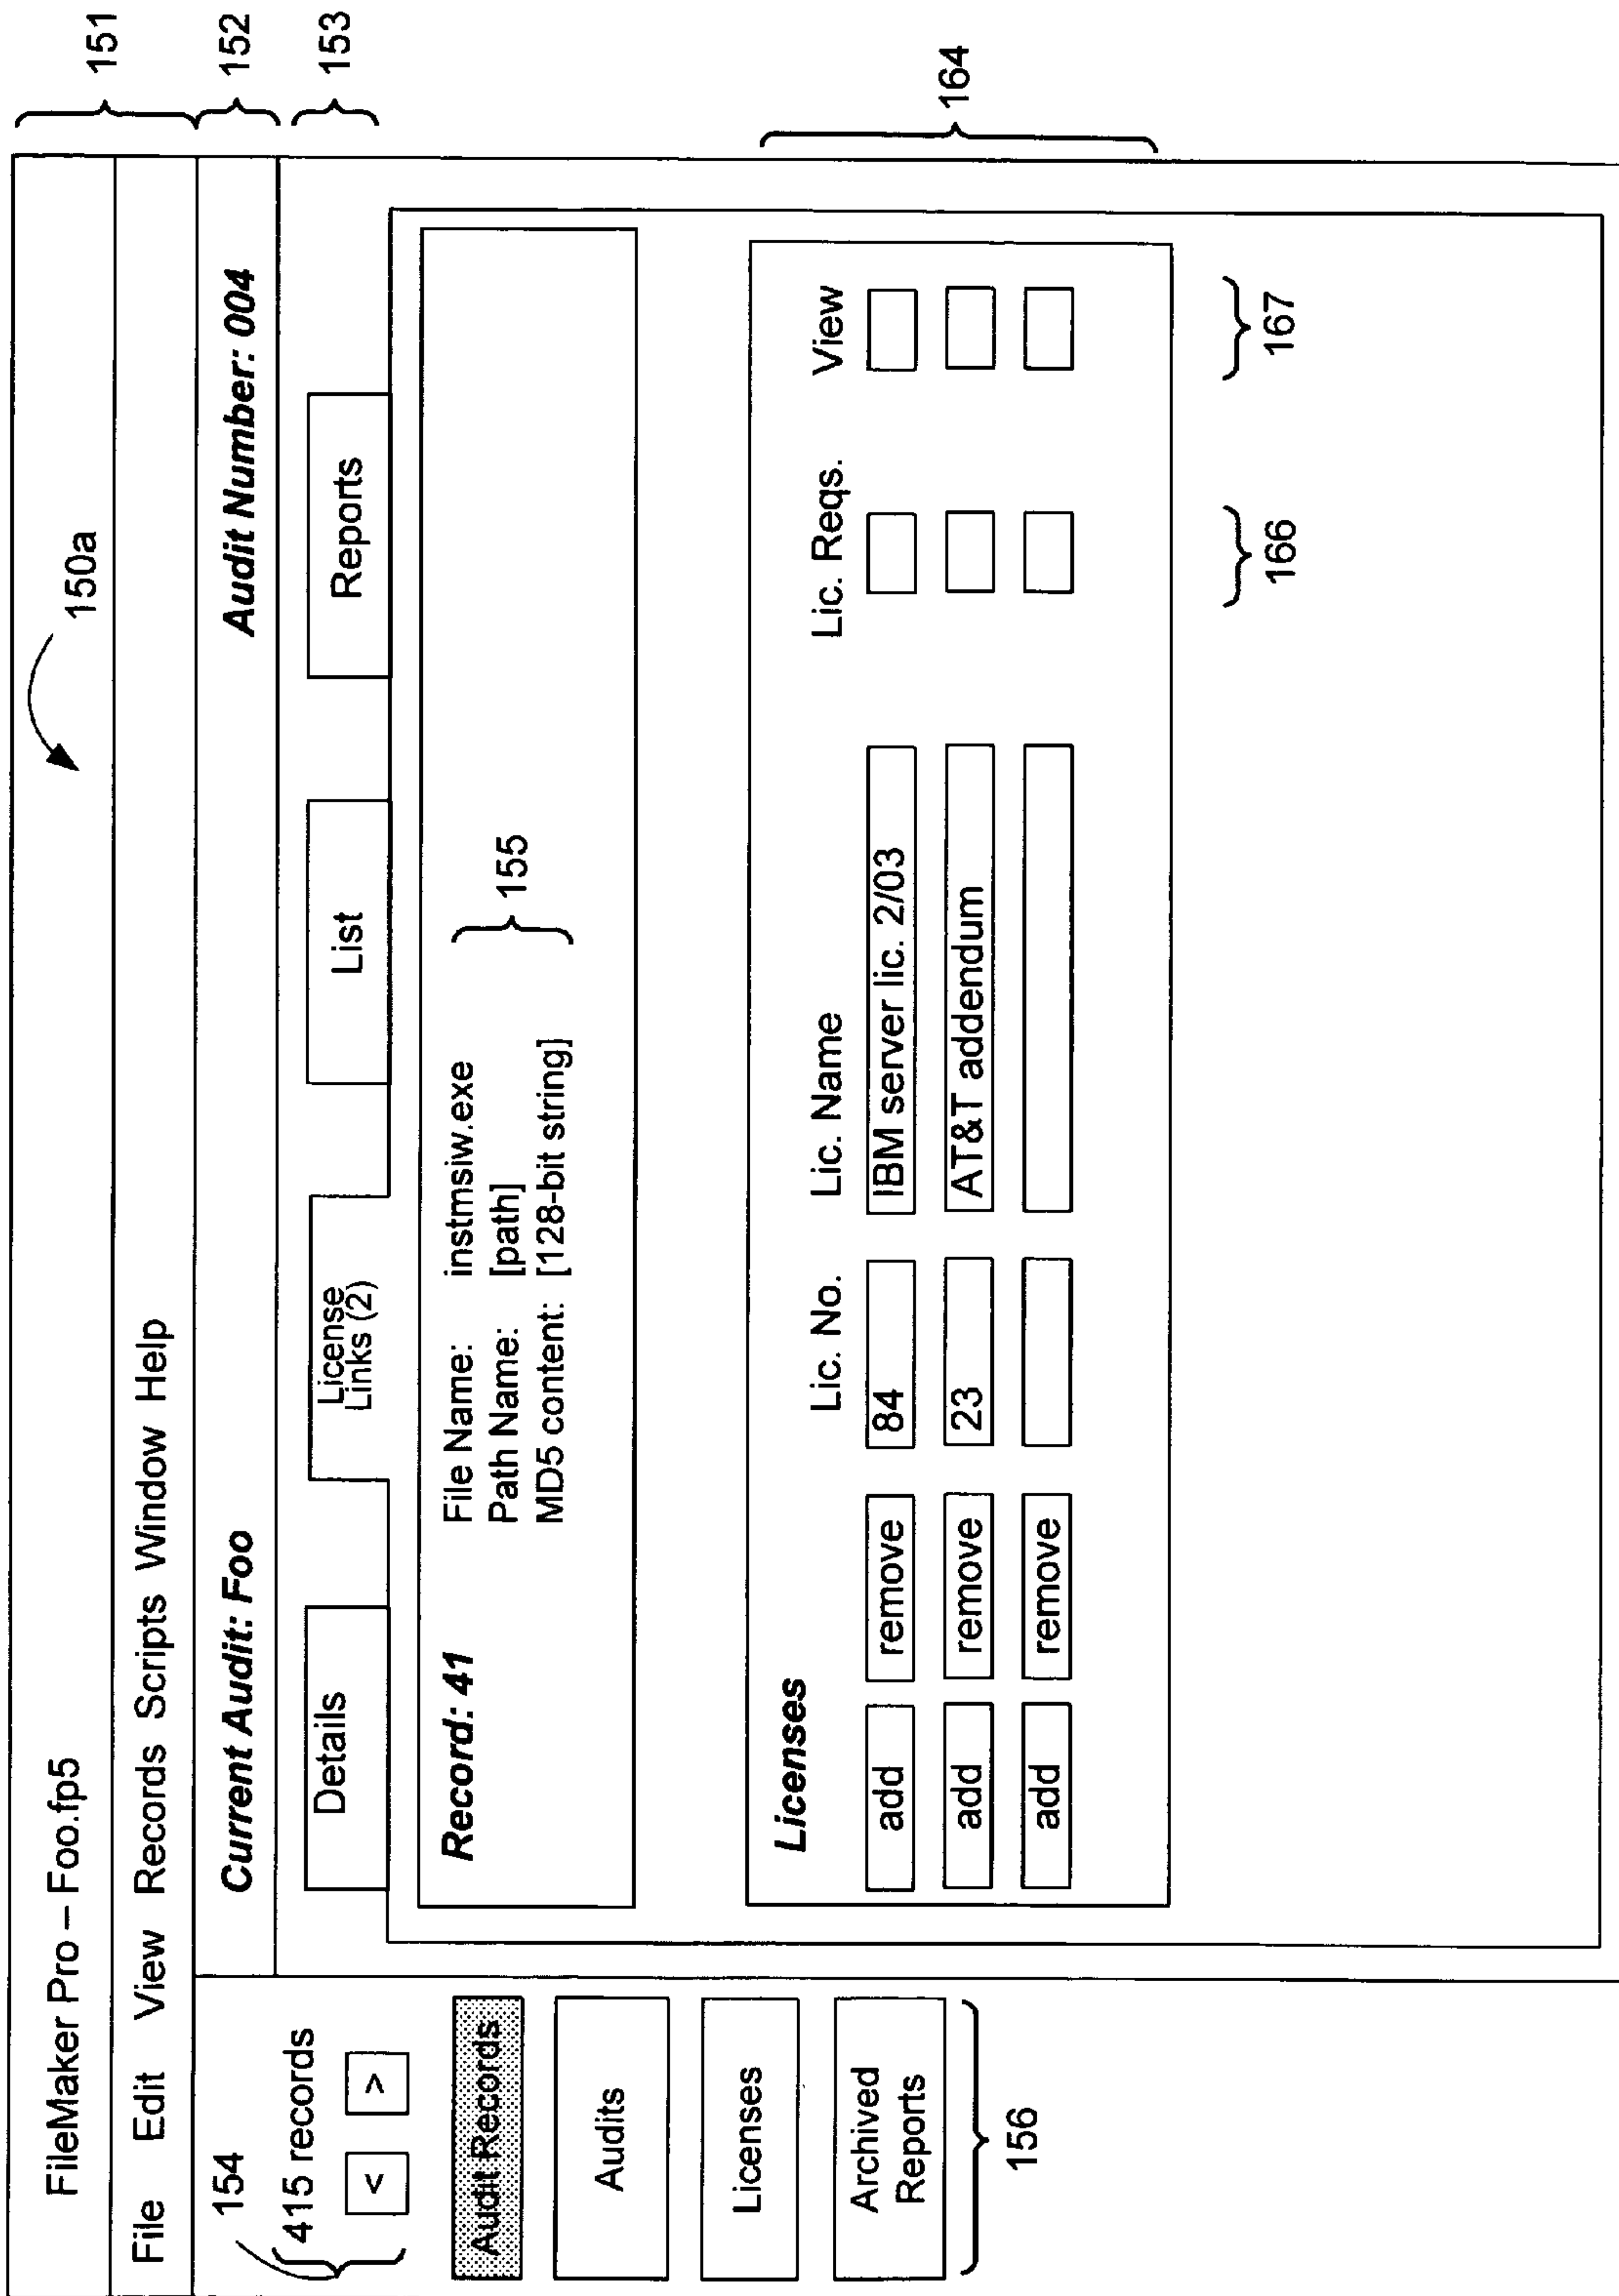 FileMaker Pro – Foo.fp5
150a
151
File Edit View Records Scripts Window Help
152
154
415 records
< >
Current Audit: Foo Audit Number: 004
153
Details
License
Links (2)
List
Reports
Audit Records
Audits
Licenses
Archived
Reports
156
Record: 41
File Name: instmsiw.exe
Path Name: [path]
MD5 content: [128-bit string]
155
164
Licenses
Lic. No. Lic. Name Lic. Reqs. View
add remove 84 IBM server lic. 2/03
add remove 23 AT&T addendum
add remove
166 167